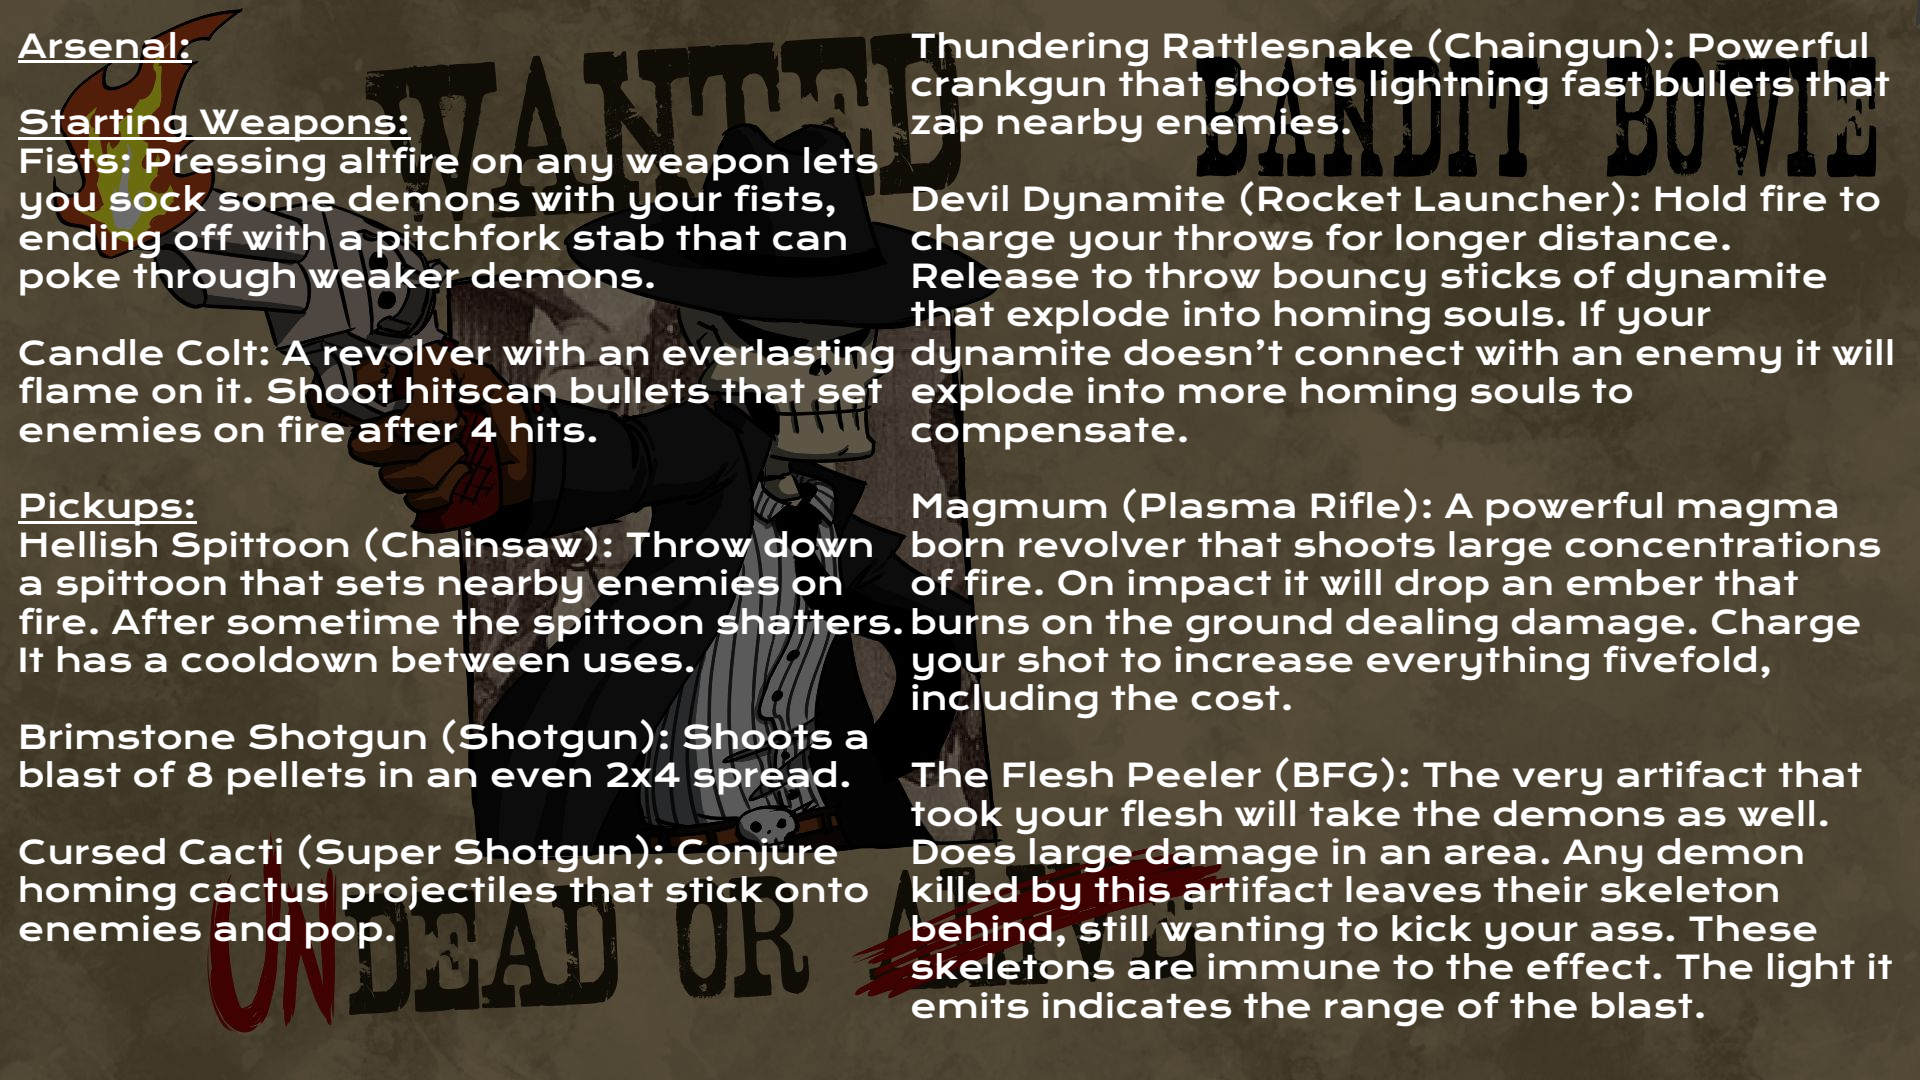 Arsenal:
Starting Weapons:
Fists: Pressing altfire on any weapon lets
you sock some demons with your fists,
ending off with a pitchfork stab that can
poke through weaker demons.
Candle Colt: A revolver with an everlasting
flame on it. Shoot hitscan bullets that set
enemies on fire after 4 hits.
Pickups:
Hellish Spittoon (Chainsaw): Throw down
a spittoon that sets nearby enemies on
fire. After sometime the spittoon shatters.
It has a cooldown between uses.
Brimstone Shotgun (Shotgun): Shoots a
blast of 8 pellets in an even 2x4 spread.
Cursed Cacti (Super Shotgun): Conjure
homing cactus projectiles that stick onto
enemies and pop.
Thundering Rattlesnake (Chaingun): Powerful
crankgun that shoots lightning fast bullets that
zap nearby enemies.
Devil Dynamite (Rocket Launcher): Hold fire to
charge your throws for longer distance.
Release to throw bouncy sticks of dynamite
that explode into homing souls. If your
dynamite doesn’t connect with an enemy it will
explode into more homing souls to
compensate.
Magmum (Plasma Rifle): A powerful magma
born revolver that shoots large concentrations
of fire. On impact it will drop an ember that
burns on the ground dealing damage. Charge
your shot to increase everything fivefold,
including the cost.
The Flesh Peeler (BFG): The very artifact that
took your flesh will take the demons as well.
Does large damage in an area. Any demon
killed by this artifact leaves their skeleton
behind, still wanting to kick your ass. These
skeletons are immune to the effect. The light it
emits indicates the range of the blast.
WANTED
BANDIT BOWIE
UNDEAD OR ALIVE